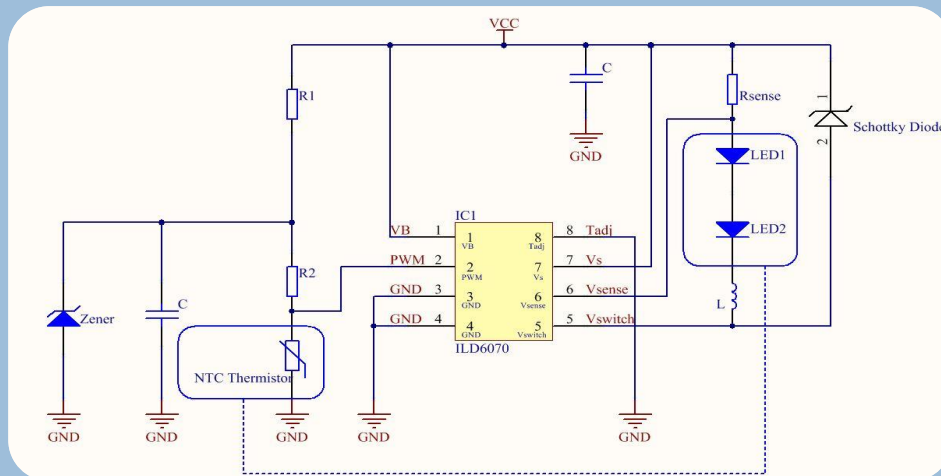 VCC
R1
C
GND
Rsense
1
2
Schottky Diode
LED1
LED2
L
IC1
VB 1
1
VB
8
Tadj
8 Tadj
PWM 2
2
PWM
7
Vs
7 Vs
GND 3
3
GND
6
Vsense
6 Vsense
GND 4
4
GND
5
Vswitch
5 Vswitch
ILD6070
R2
Zener
C
NTC Thermistor
GND
GND
GND
GND
GND